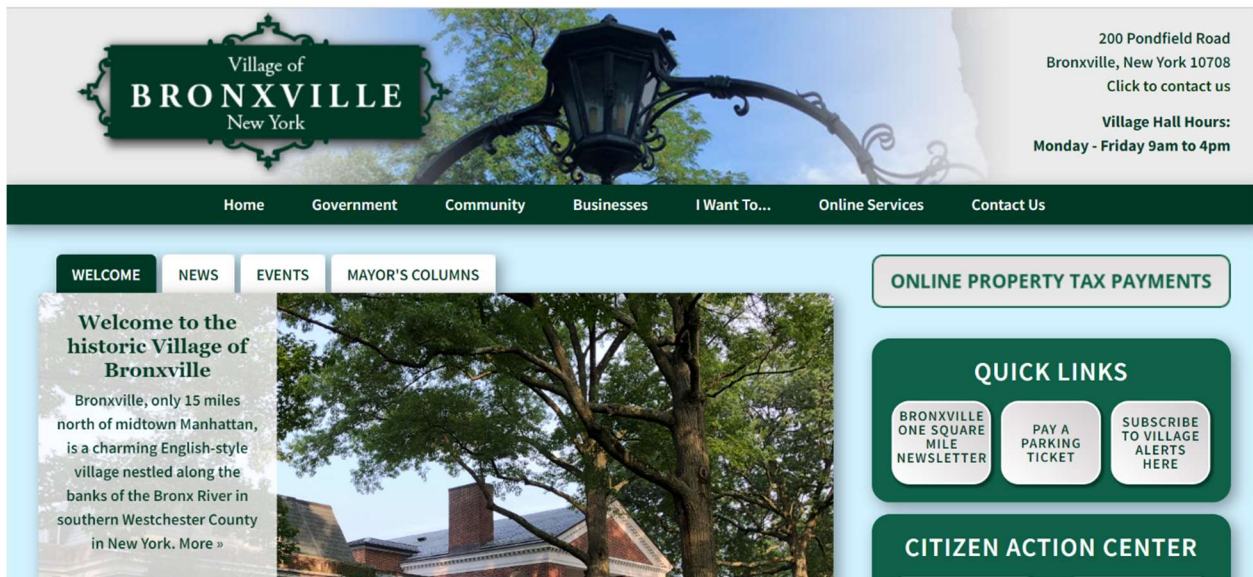 Village of
BRONXVILLE
New York
200 Pondfield Road
Bronxville, New York 10708
Click to contact us
Village Hall Hours:
Monday - Friday 9am to 4pm
Home Government Community Businesses I Want To... Online Services Contact Us
WELCOME NEWS EVENTS MAYOR'S COLUMNS
Welcome to the
historic Village of
Bronxville
Bronxville, only 15 miles
north of midtown Manhattan,
is a charming English-style
village nestled along the
banks of the Bronx River in
southern Westchester County
in New York. More »
ONLINE PROPERTY TAX PAYMENTS
QUICK LINKS
BRONXVILLE
ONE SQUARE
MILE
NEWSLETTER
PAY A
PARKING
TICKET
SUBSCRIBE
TO VILLAGE
ALERTS
HERE
CITIZEN ACTION CENTER